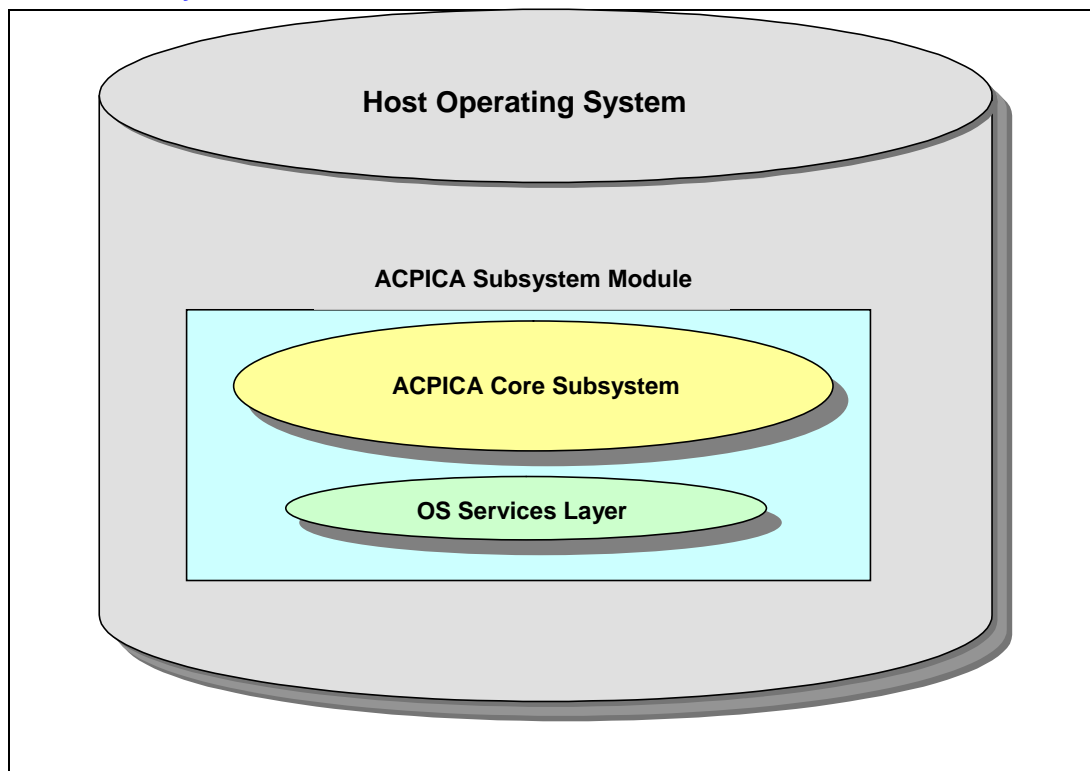 Host Operating System
ACPICA Subsystem Module
ACPICA Core Subsystem
OS Services Layer